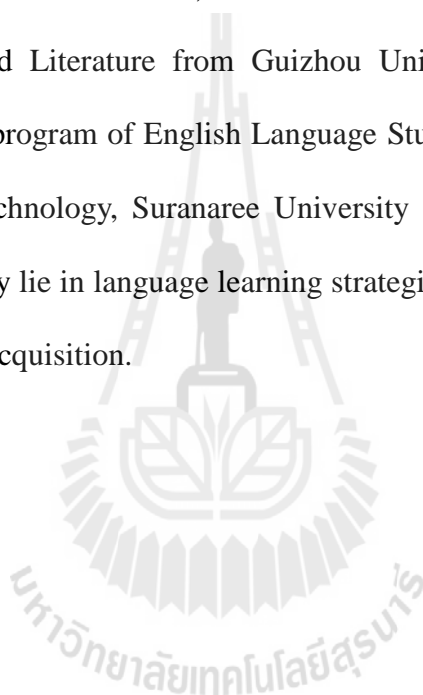 d Literature from Guizhou Uni
program of English Language Stu
chnology, Suranaree University
y lie in language learning strategi
cquisition.
มหาวิทยาลัยเทคโนโลยีสุรนารี